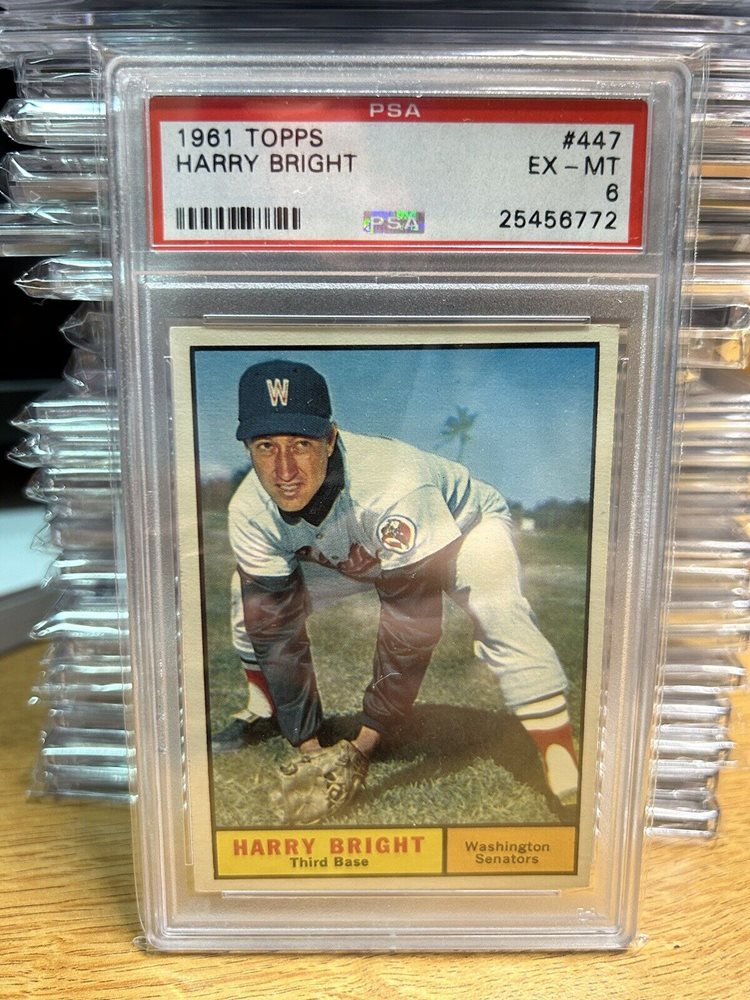 PSA
1961 TOPPS #447
HARRY BRIGHT EX - MT
6
PSA 25456772
W
HARRY BRIGHT
Third Base
Washington
Senators